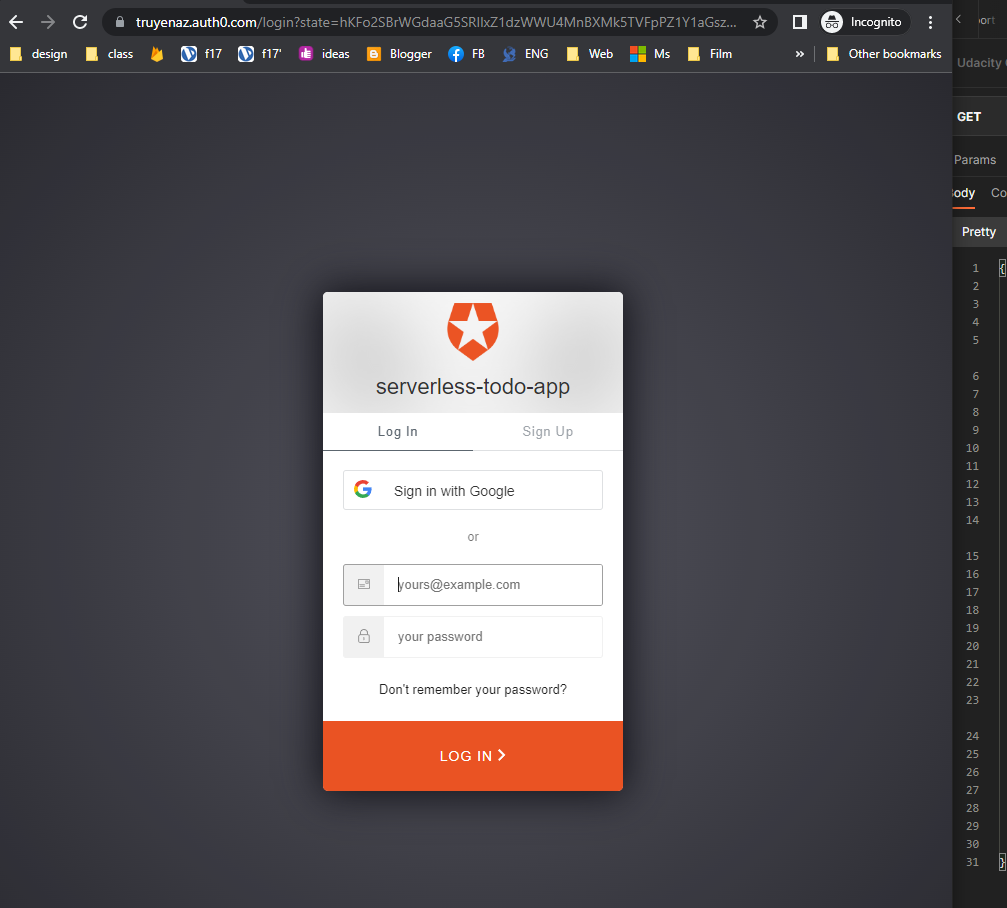 truyenaz.auth0.com/login?state=hKFo2SBrWGdaaG5SRllxZ1dzWWU4MnBXMk5TVFpPZ1Y1aGsz...
Incognito
port
design
class
f17
f17'
ideas
Blogger
FB
ENG
Web
Ms
Film
»
Other bookmarks
Udacity
GET
Params
Body
Co
Pretty
serverless-todo-app
Log In
Sign Up
Sign in with Google
or
yours@example.com
your password
Don't remember your password?
LOG IN
1
{
2
3
4
5
6
7
8
9
10
11
12
13
14
15
16
17
18
19
20
21
22
23
24
25
26
27
28
29
30
31
}